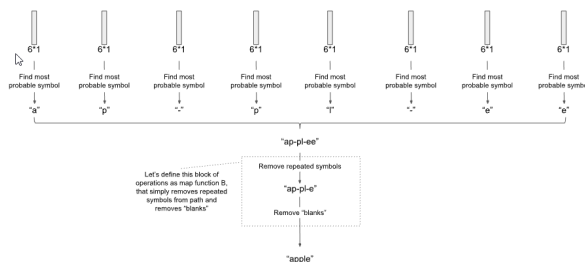 6*1 6*1 6*1 6*1 6*1 6*1 6*1 6*1
Find most Find most Find most Find most Find most Find most Find most Find most
probable symbol probable symbol probable symbol probable symbol probable symbol probable symbol probable symbol probable symbol
"a" "p" "-" "p" "l" "-" "e" "e"
"ap-pl-ee"
Remove repeated symbols
Let's define this block of
operations as map function B,
that simply removes repeated
symbols from path and
removes "blanks"
"ap-pl-e"
Remove "blanks"
"apple"